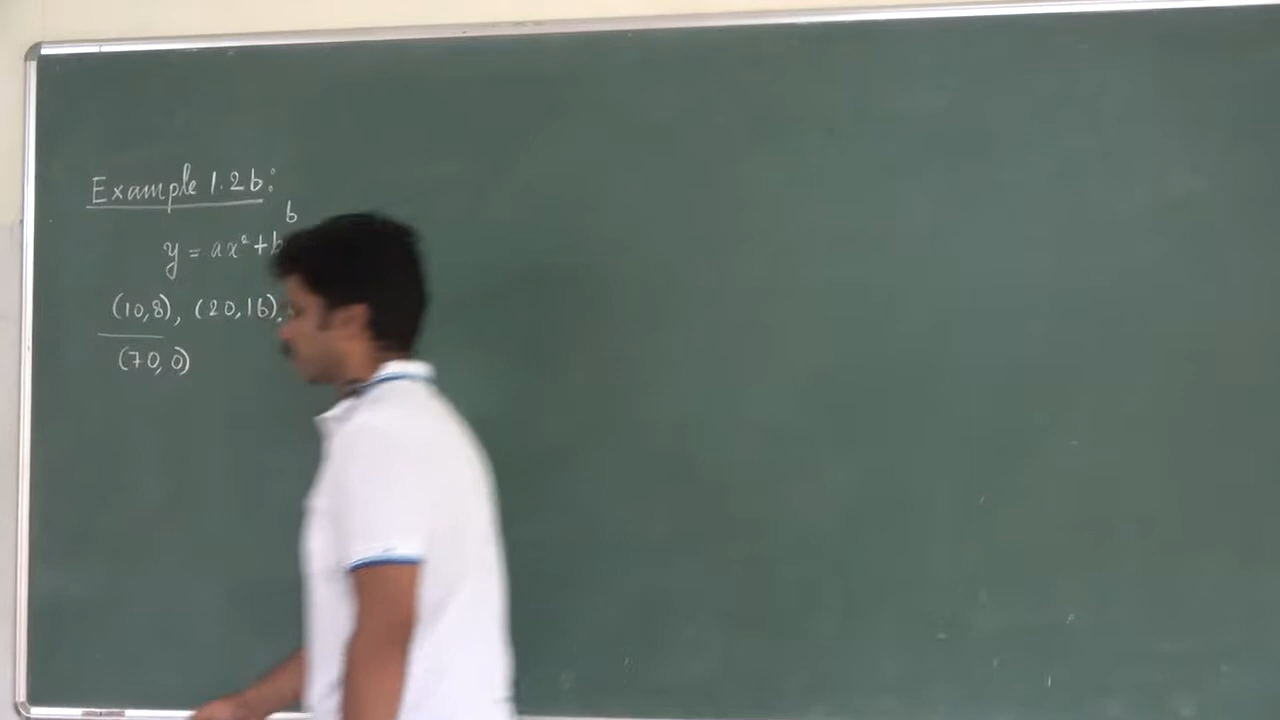 Example 1.2b:
b
y = ax² + b
(10,8), (20,16),
(70,0)